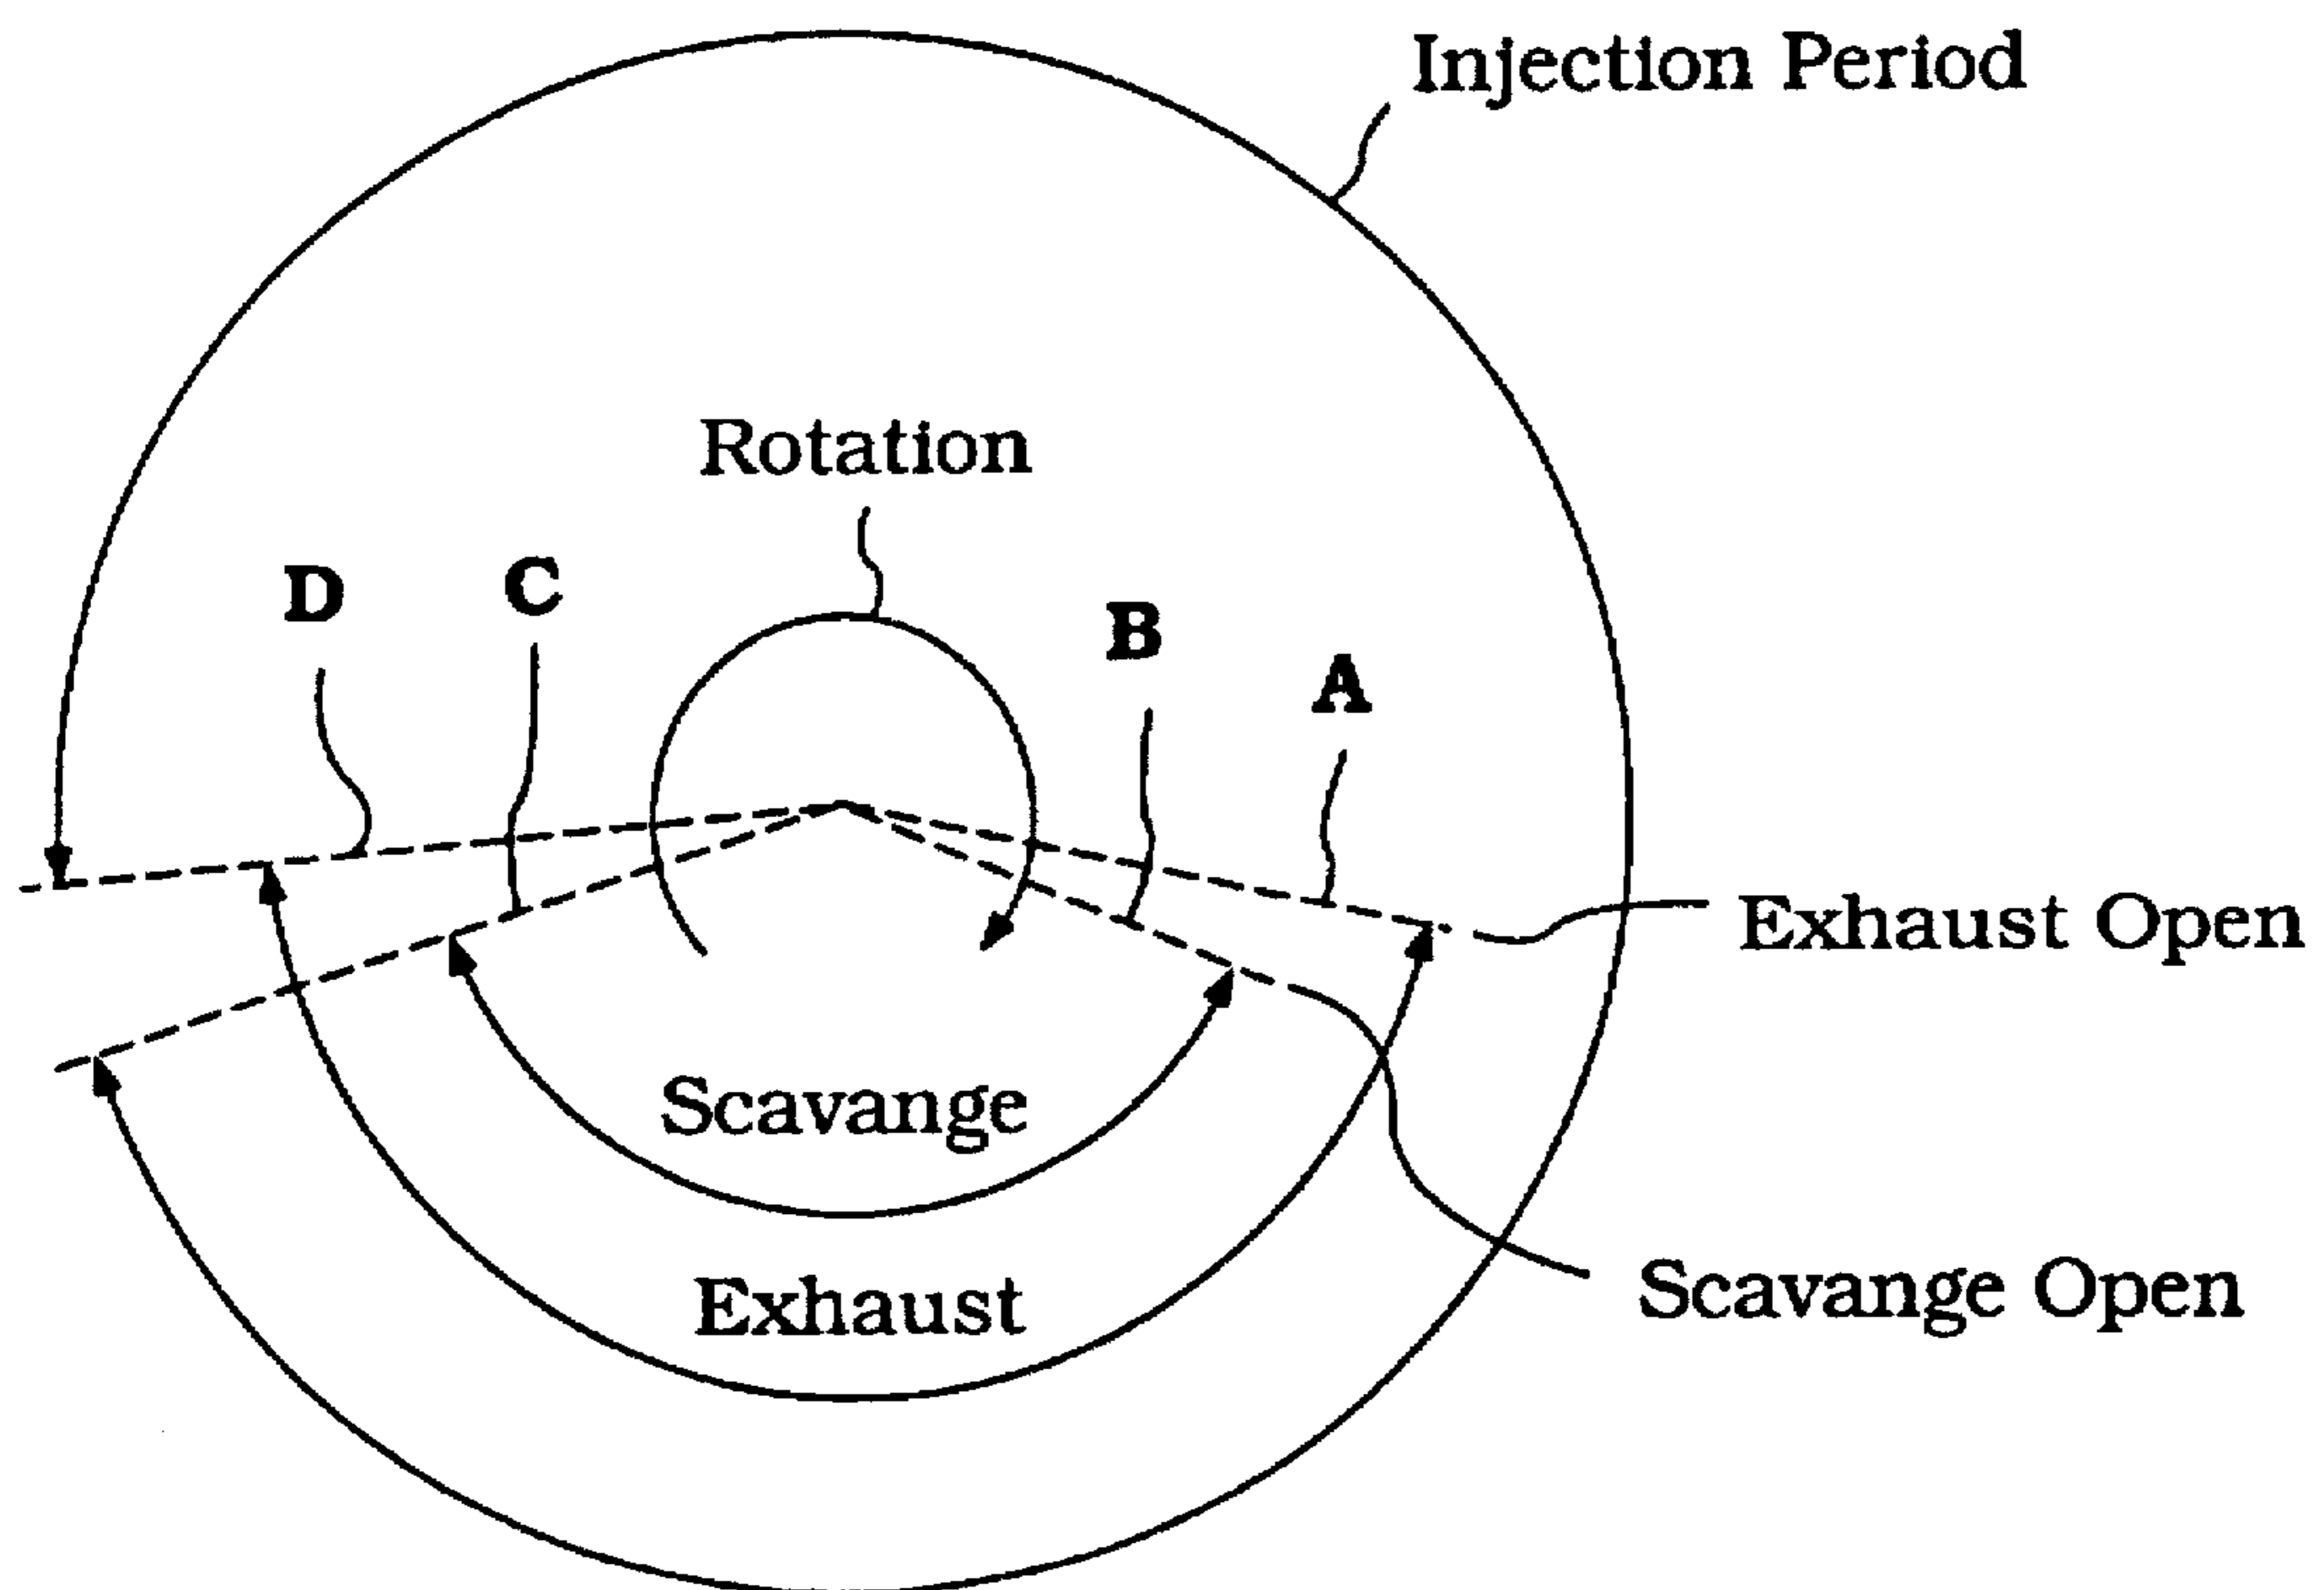 Injection Period
Rotation
D
C
B
A
Exhaust Open
Scavange
Scavange Open
Exhaust